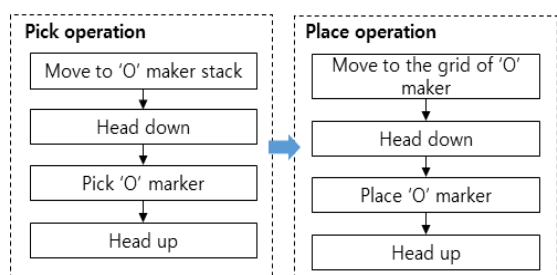 Pick operation
Move to 'O' maker stack
Head down
Pick 'O' marker
Head up
Place operation
Move to the grid of 'O'
maker
Head down
Place 'O' marker
Head up